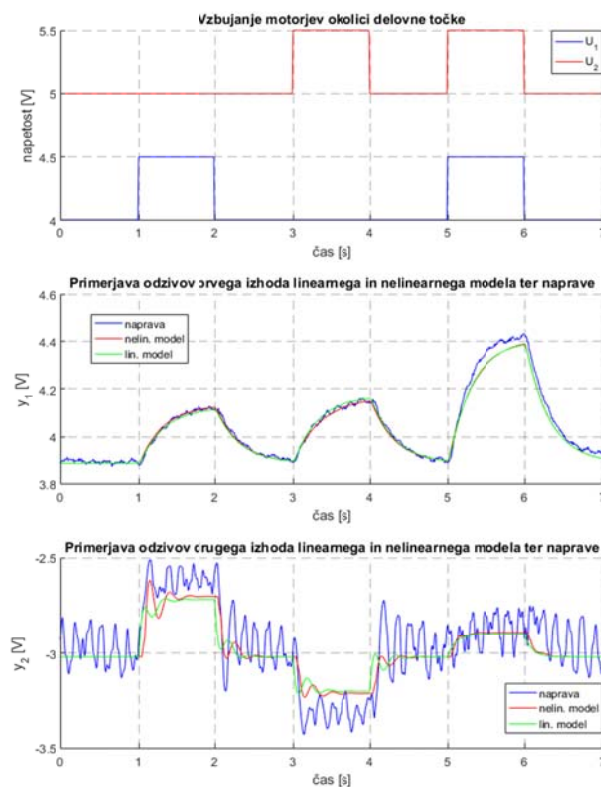 Vzbujanje motorjev okolici delovne točke
napetost [V]
5.5
5
4.5
4
U1
U2
0 1 2 3 4 5 6 7
čas [s]
Primerjava odzivov prvega izhoda linearnega in nelinearnega modela ter naprave
y1 [V]
4.6
4.4
4.2
4
3.8
naprava
nelin. model
lin. model
0 1 2 3 4 5 6 7
čas [s]
Primerjava odzivov drugega izhoda linearnega in nelinearnega modela ter naprave
y2 [V]
-2.5
-3
-3.5
naprava
nelin. model
lin. model
0 1 2 3 4 5 6 7
čas [s]